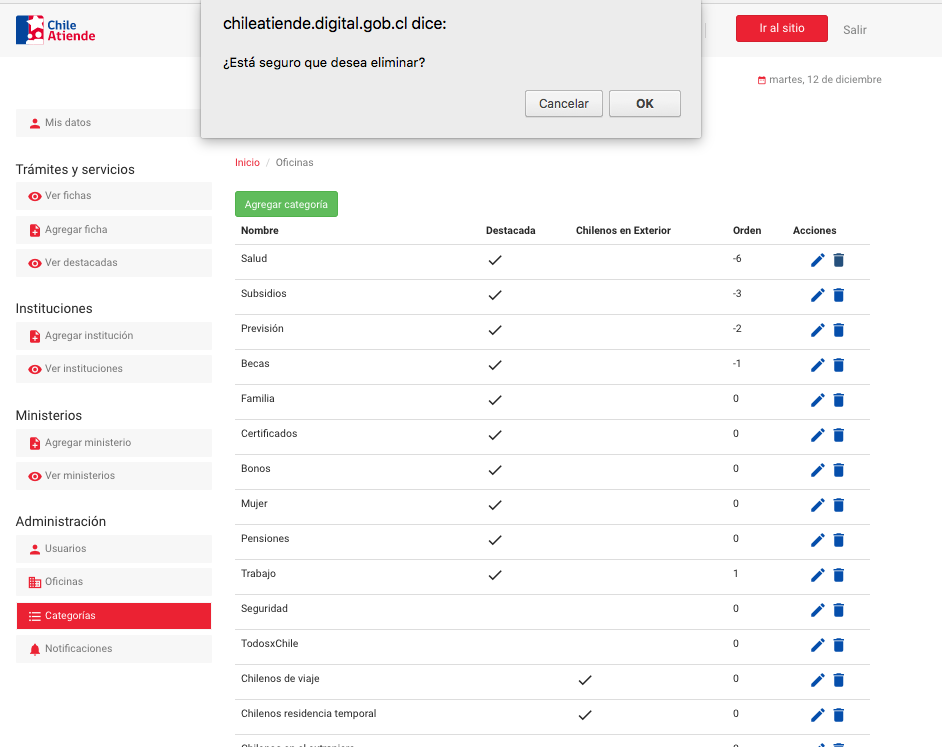 chileatiende.digital.gob.cl dice:
¿Está seguro que desea eliminar?
Cancelar
OK
Chile
Atiende
Ir al sitio
Salir
martes, 12 de diciembre
Mis datos
Trámites y servicios
Ver fichas
Agregar ficha
Ver destacadas
Instituciones
Agregar institución
Ver instituciones
Ministerios
Agregar ministerio
Ver ministerios
Administración
Usuarios
Oficinas
Categorías
Notificaciones
Inicio / Oficinas
Agregar categoría
Nombre Destacada Chilenos en Exterior Orden Acciones
Salud -6
Subsidios -3
Previsión -2
Becas -1
Familia 0
Certificados 0
Bonos 0
Mujer 0
Pensiones 0
Trabajo 1
Seguridad 0
TodosxChile 0
Chilenos de viaje 0
Chilenos residencia temporal 0